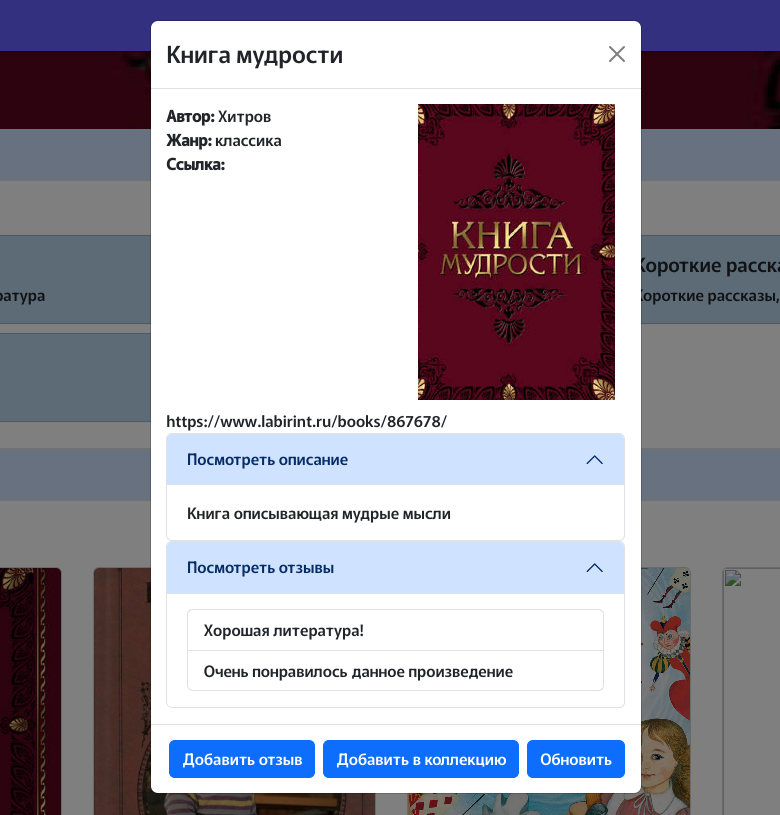 Книга мудрости
Автор: Хитров
Жанр: классика
Ссылка:
КНИГА
МУДРОСТИ
Короткие расска
ратура
Короткие рассказы,
https://www.labirint.ru/books/867678/
Посмотреть описание
Книга описывающая мудрые мысли
Посмотреть отзывы
Хорошая литература!
Очень понравилось данное произведение
Добавить отзыв
Добавить в коллекцию
Обновить